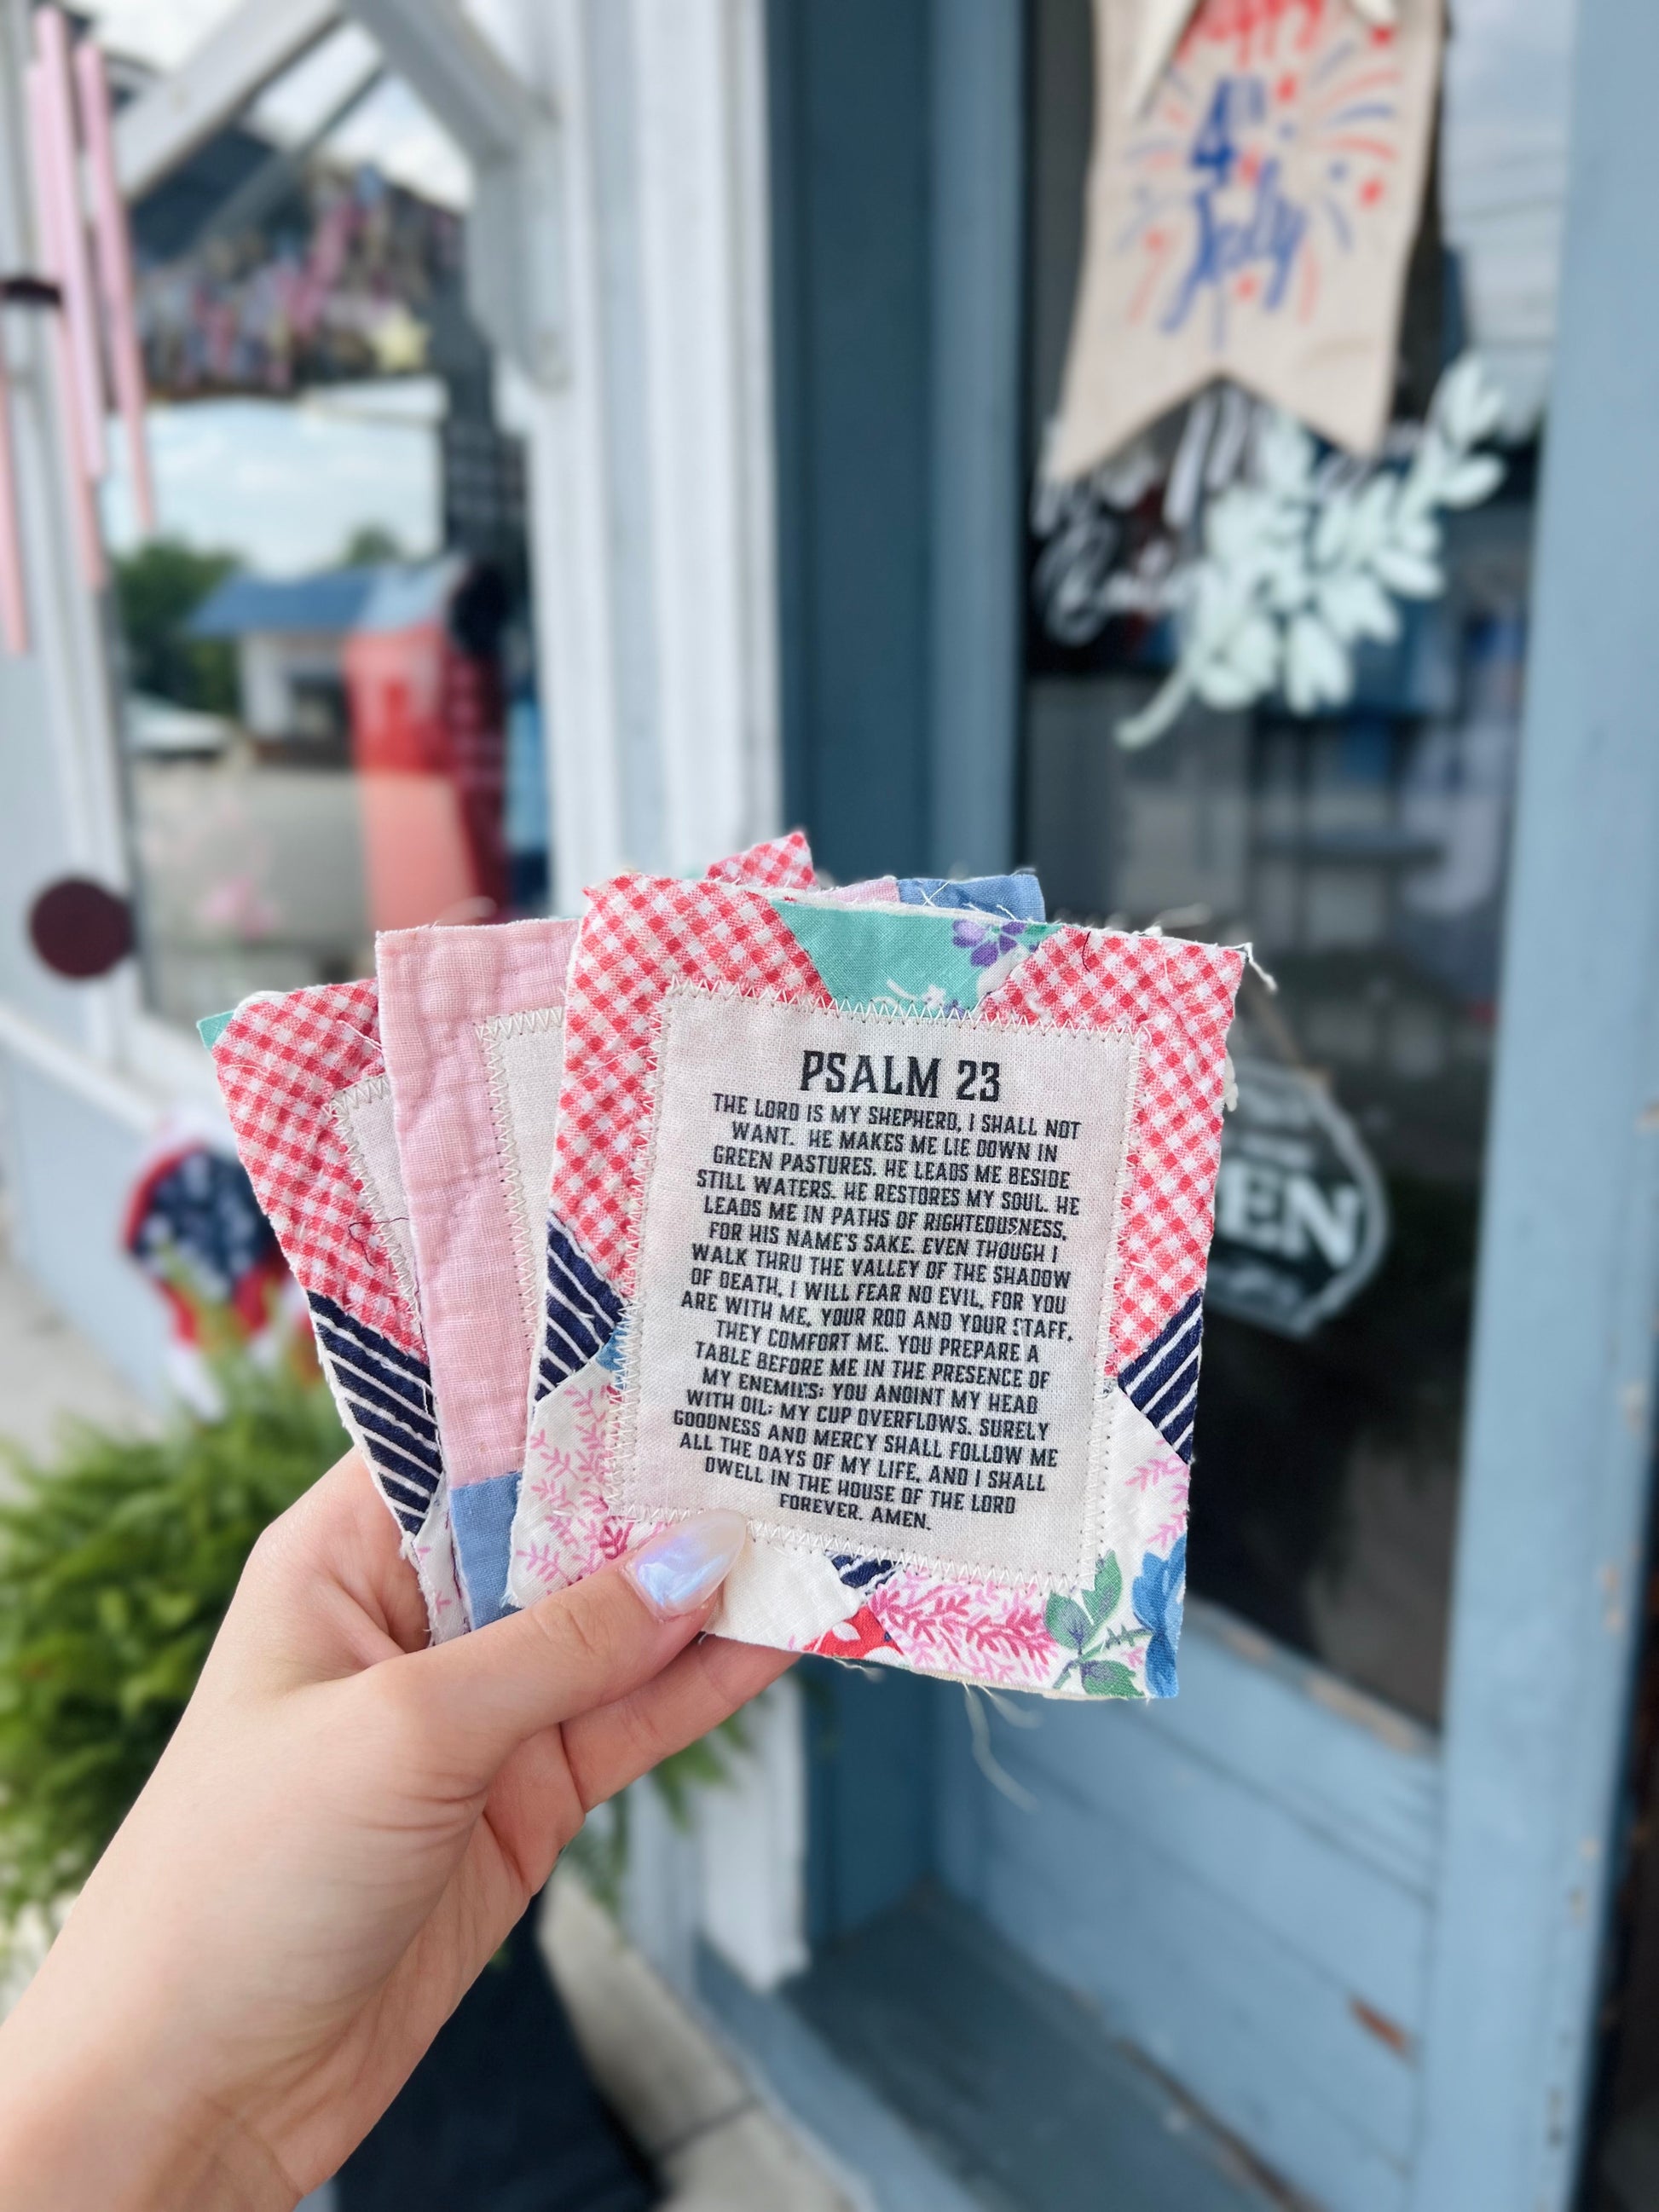 4th
July
PSALM 23
THE LORD IS MY SHEPHERD, I SHALL NOT
WANT. HE MAKES ME LIE DOWN IN
GREEN PASTURES. HE LEADS ME BESIDE
STILL WATERS. HE RESTORES MY SOUL. HE
LEADS ME IN PATHS OF RIGHTEOUSNESS,
FOR HIS NAME'S SAKE. EVEN THOUGH I
WALK THRU THE VALLEY OF THE SHADOW
OF DEATH, I WILL FEAR NO EVIL, FOR YOU
ARE WITH ME, YOUR ROD AND YOUR STAFF,
THEY COMFORT ME. YOU PREPARE A
TABLE BEFORE ME IN THE PRESENCE OF
MY ENEMIES; YOU ANOINT MY HEAD
WITH OIL; MY CUP OVERFLOWS. SURELY
GOODNESS AND MERCY SHALL FOLLOW ME
ALL THE DAYS OF MY LIFE, AND I SHALL
DWELL IN THE HOUSE OF THE LORD
FOREVER. AMEN.
EN